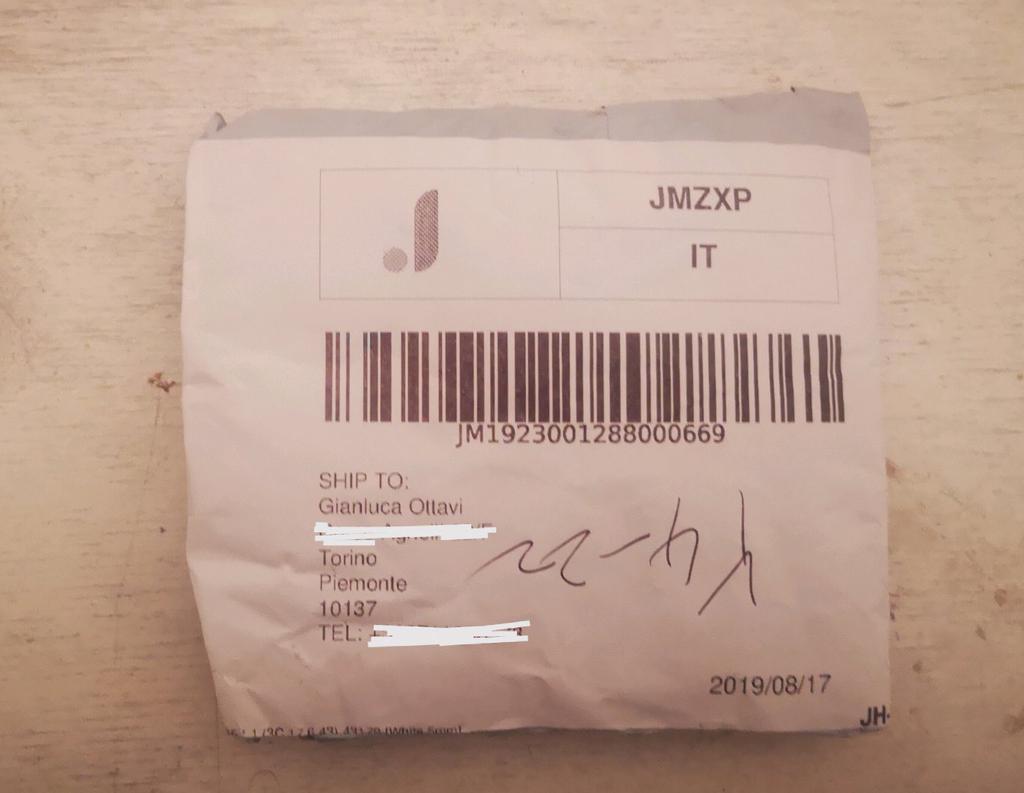 JMZXP
IT
JM1923001288000669
SHIP TO:
Gianluca Ottavi
Torino
Piemonte
10137
TEL:
2019/08/17
JH